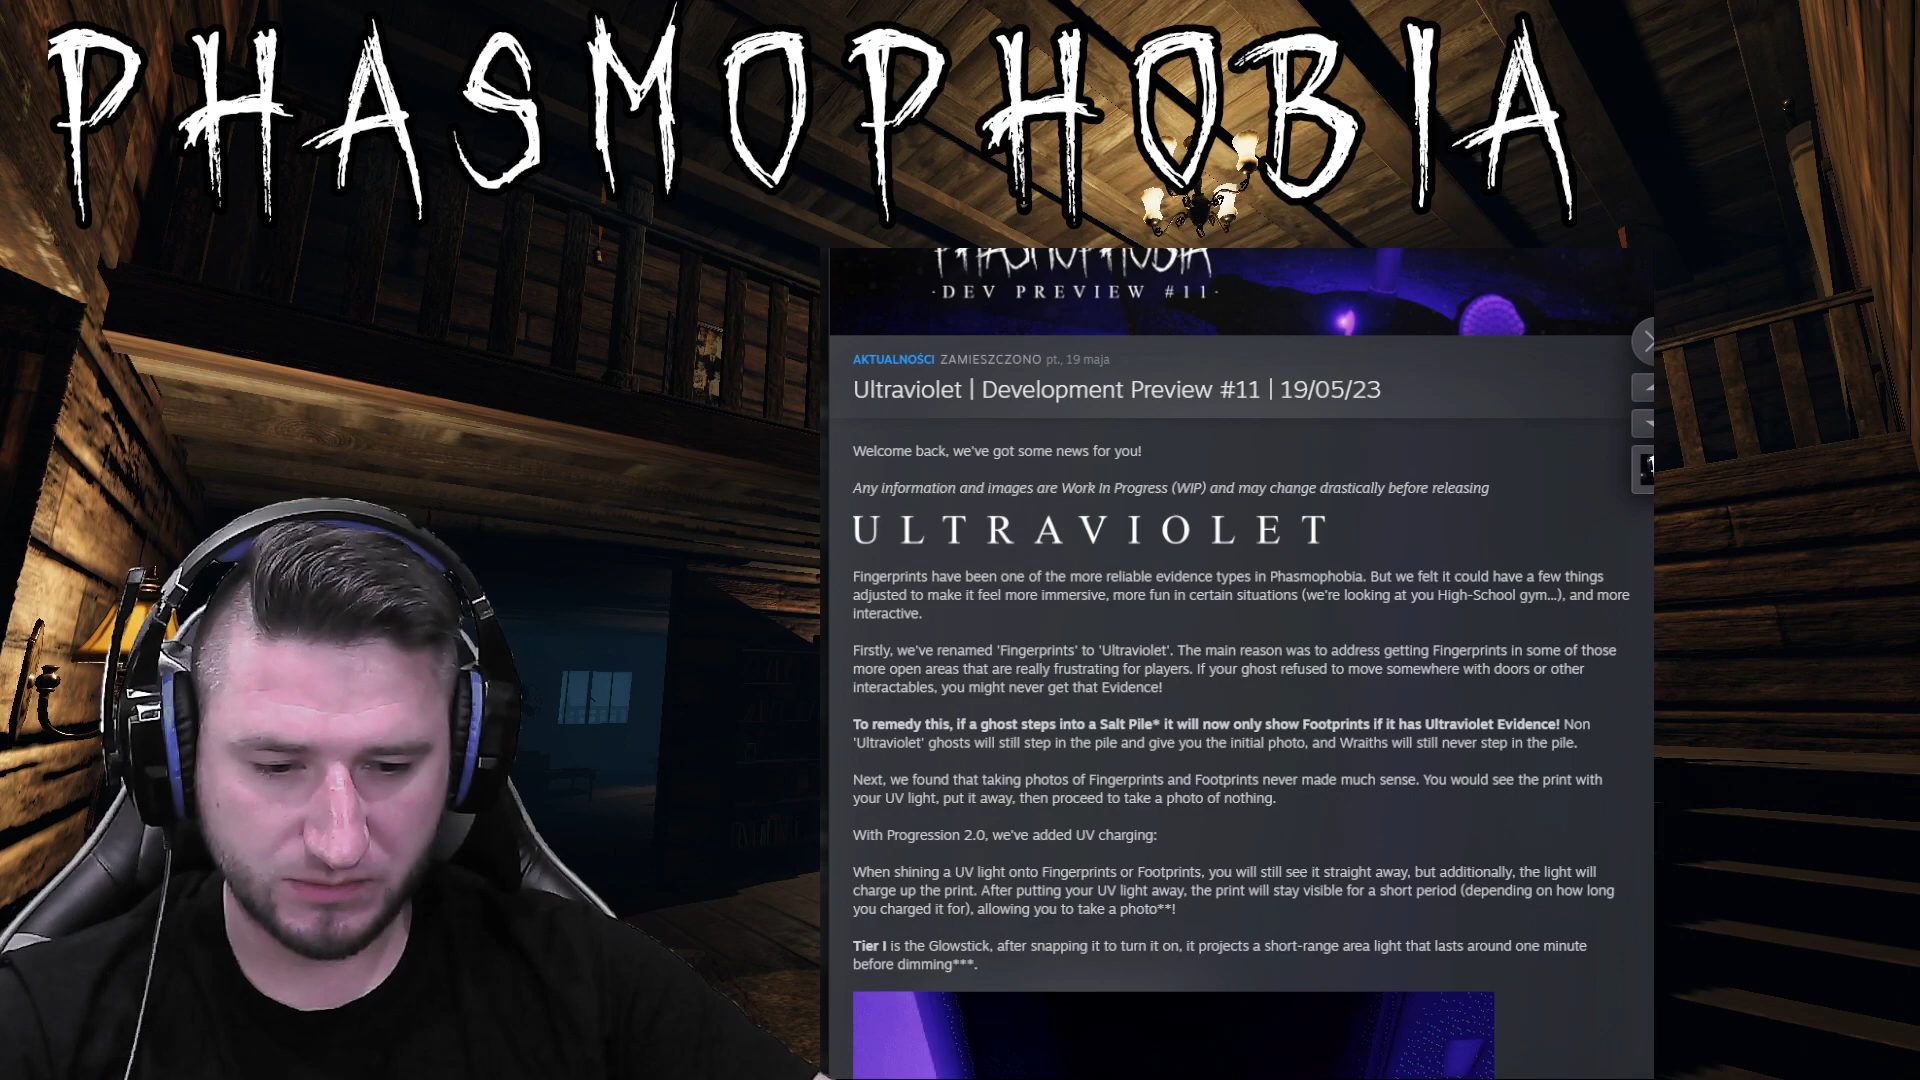 PHASMOPHOBIA
PHASMOPHOBIA
·DEV PREVIEW #11·
AKTUALNOŚCI ZAMIESZCZONO pt., 19 maja
Ultraviolet | Development Preview #11 | 19/05/23
Welcome back, we've got some news for you!
Any information and images are Work In Progress (WIP) and may change drastically before releasing
ULTRAVIOLET
Fingerprints have been one of the more reliable evidence types in Phasmophobia. But we felt it could have a few things
adjusted to make it feel more immersive, more fun in certain situations (we're looking at you High-School gym...), and more
interactive.
Firstly, we've renamed 'Fingerprints' to 'Ultraviolet'. The main reason was to address getting Fingerprints in some of those
more open areas that are really frustrating for players. If your ghost refused to move somewhere with doors or other
interactables, you might never get that Evidence!
To remedy this, if a ghost steps into a Salt Pile* it will now only show Footprints if it has Ultraviolet Evidence! Non
'Ultraviolet' ghosts will still step in the pile and give you the initial photo, and Wraiths will still never step in the pile.
Next, we found that taking photos of Fingerprints and Footprints never made much sense. You would see the print with
your UV light, put it away, then proceed to take a photo of nothing.
With Progression 2.0, we've added UV charging:
When shining a UV light onto Fingerprints or Footprints, you will still see it straight away, but additionally, the light will
charge up the print. After putting your UV light away, the print will stay visible for a short period (depending on how long
you charged it for), allowing you to take a photo**!
Tier I is the Glowstick, after snapping it to turn it on, it projects a short-range area light that lasts around one minute
before dimming***.